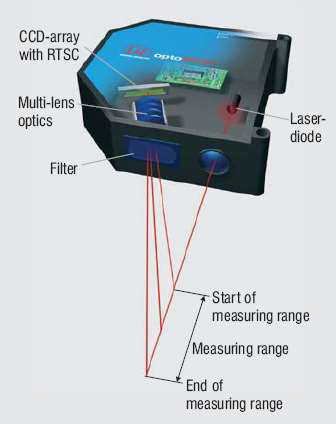 CCD-array
with RTSC
opto
Multi-lens
optics
Laser-
diode
Filter
Start of
measuring range
Measuring range
End of
measuring range